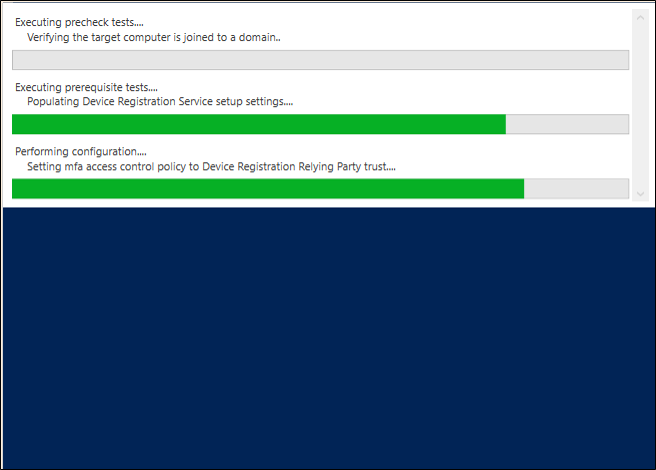 Executing precheck tests....
Verifying the target computer is joined to a domain..
Executing prerequisite tests....
Populating Device Registration Service setup settings....
Performing configuration....
Setting mfa access control policy to Device Registration Relying Party trust....